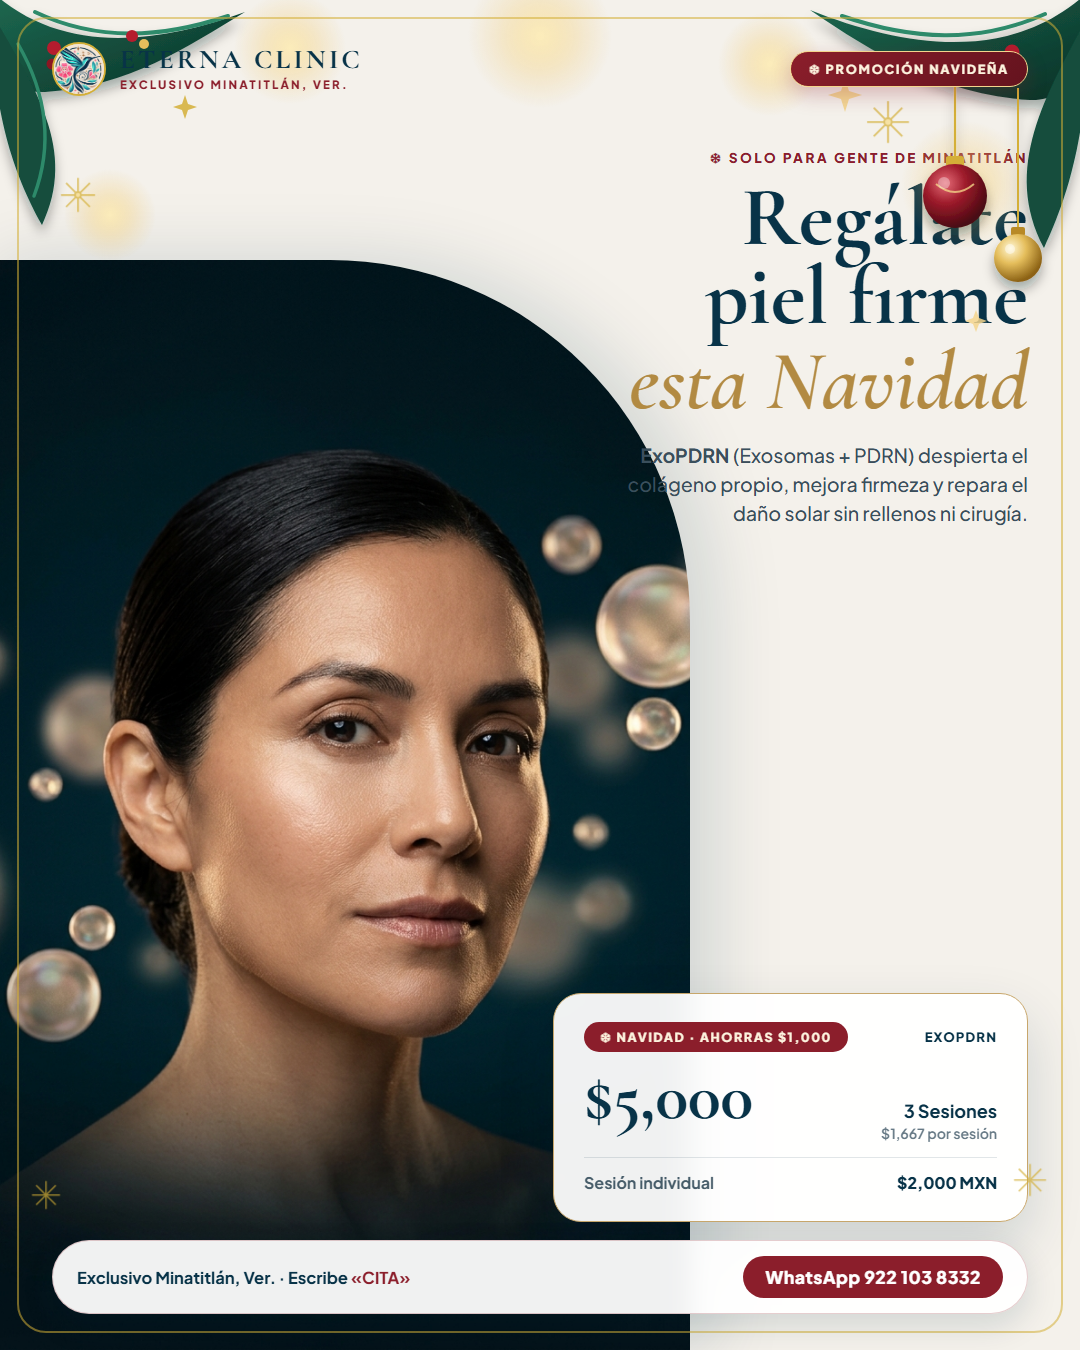 ETERNA CLINIC
EXCLUSIVO MINATITLÁN, VER.
❄ PROMOCIÓN NAVIDEÑA
❄ SOLO PARA GENTE DE MINATITLÁN
Regálate
piel firme
esta Navidad
ExoPDRN (Exosomas + PDRN) despierta el
colágeno propio, mejora firmeza y repara el
daño solar sin rellenos ni cirugía.
❄ NAVIDAD · AHORRAS $1,000
EXOPDRN
$5,000
3 Sesiones
$1,667 por sesión
Sesión individual
$2,000 MXN
Exclusivo Minatitlán, Ver. · Escribe «CITA»
WhatsApp 922 103 8332